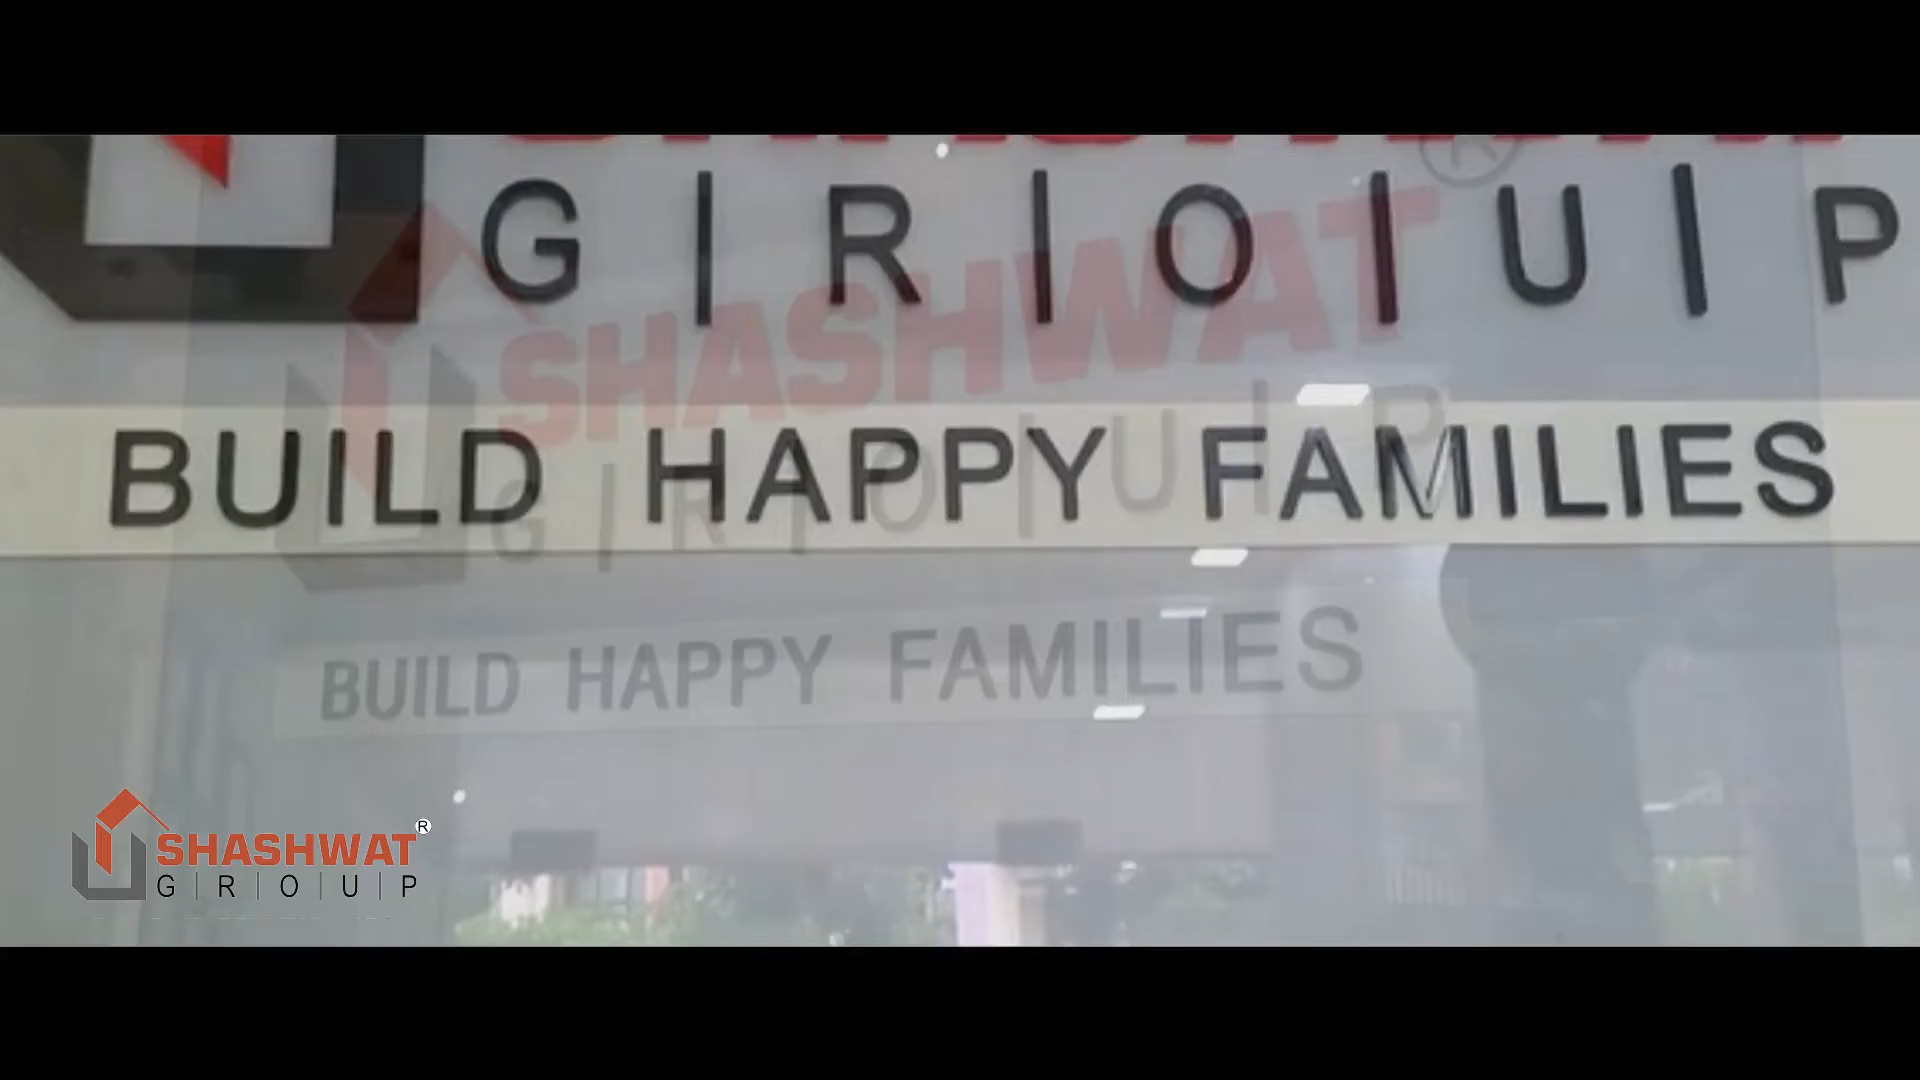 G|R|O|U|P
SHASHWAT
®
BUILD HAPPY FAMILIES
G|R|O|U|P
BUILD HAPPY FAMILIES
SHASHWAT®
G|R|O|U|P